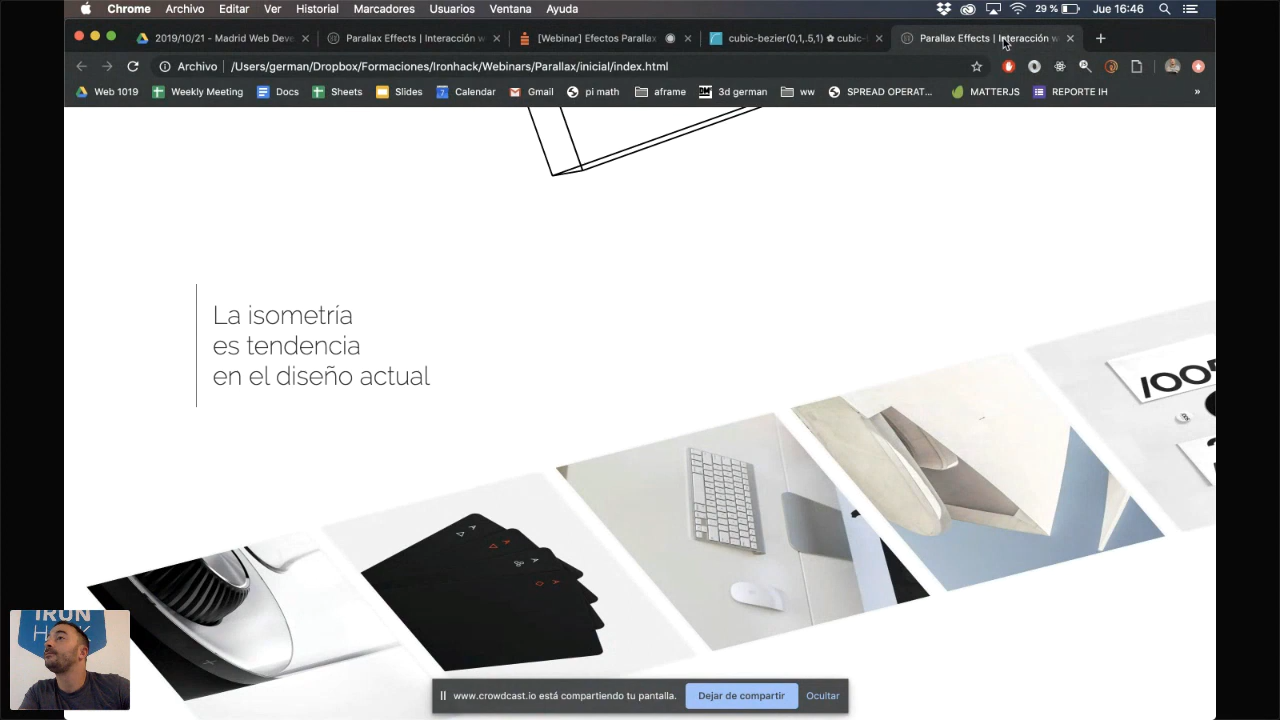 Chrome Archivo Editar Ver Historial Marcadores Usuarios Ventana Ayuda 29 % Jue 16:46
2019/10/21 - Madrid Web Deve Parallax Effects | Interacción w [Webinar] Efectos Parallax cubic-bezier(0,1,.5,1) ✿ cubic- Parallax Effects | Interacción w
Archivo /Users/german/Dropbox/Formaciones/Ironhack/Webinars/Parallax/inicial/index.html
Web 1019 Weekly Meeting Docs Sheets Slides Calendar Gmail pi math aframe 3d german ww SPREAD OPERAT... MATTERJS REPORTE IH »
La isometría
es tendencia
en el diseño actual
www.crowdcast.io está compartiendo tu pantalla. Dejar de compartir Ocultar